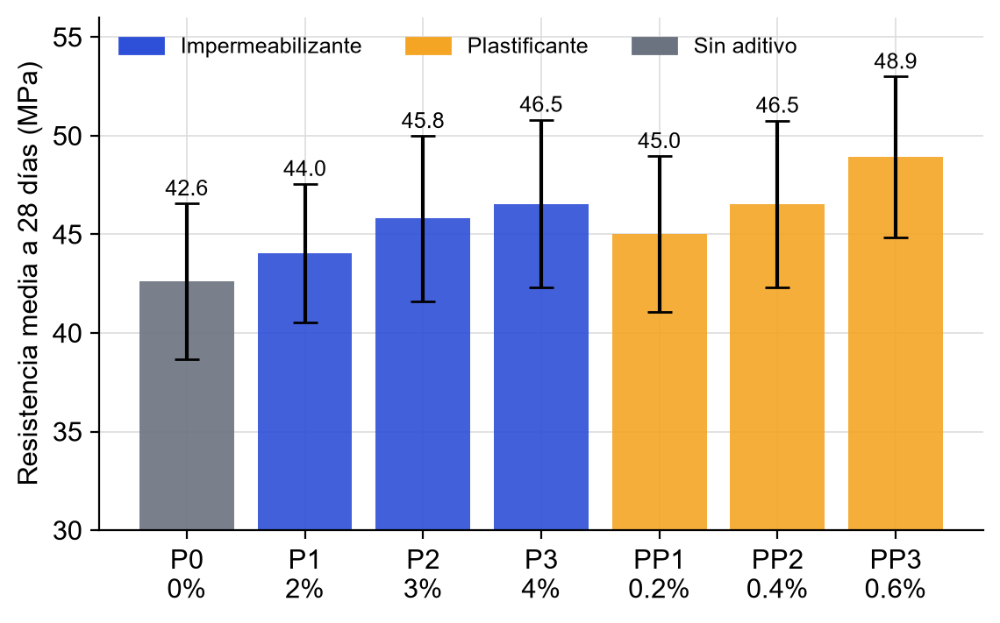 Impermeabilizante
Plastificante
Sin aditivo
Resistencia media a 28 días (MPa)
55
50
45
40
35
30
42.6
44.0
45.8
46.5
45.0
46.5
48.9
P0
0%
P1
2%
P2
3%
P3
4%
PP1
0.2%
PP2
0.4%
PP3
0.6%